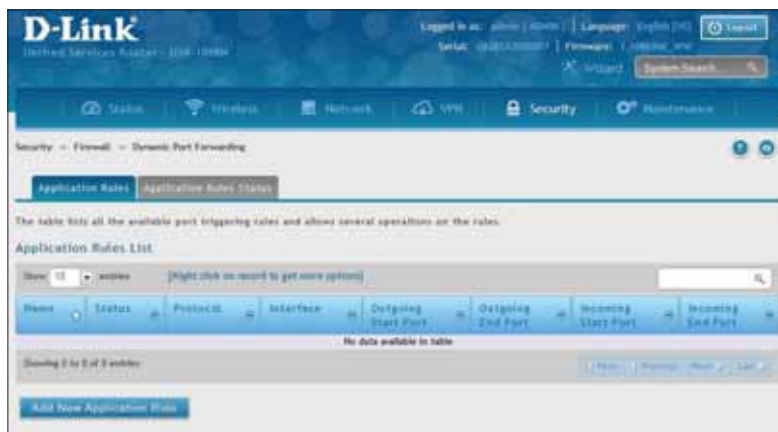 D-Link
Logged in as: admin ( ADMIN ) | Language: English [US]
Logout
Unified Services Router -
Serial: | Firmware:
Wizard
System Search
Status
Wireless
Network
VPN
Security
Maintenance
Security » Firewall » Dynamic Port Forwarding
Application Rules
Application Rules Status
The table lists all the available port triggering rules and allows several operations on the rules.
Application Rules List
Show 10 entries
[Right click on record to get more options]
Name
Status
Protocol
Interface
Outgoing Start Port
Outgoing End Port
Incoming Start Port
Incoming End Port
No data available in table
Showing 0 to 0 of 0 entries
First
Previous
Next
Last
Add New Application Rule